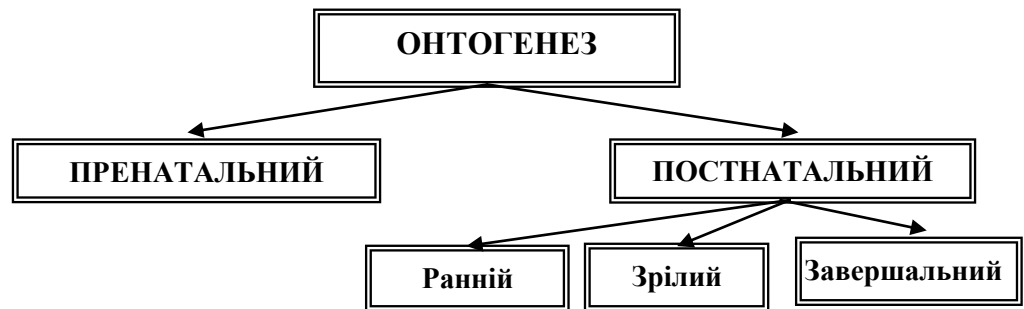 ОНТОГЕНЕЗ
ПРЕНАТАЛЬНИЙ
ПОСТНАТАЛЬНИЙ
Ранній
Зрілий
Завершальний